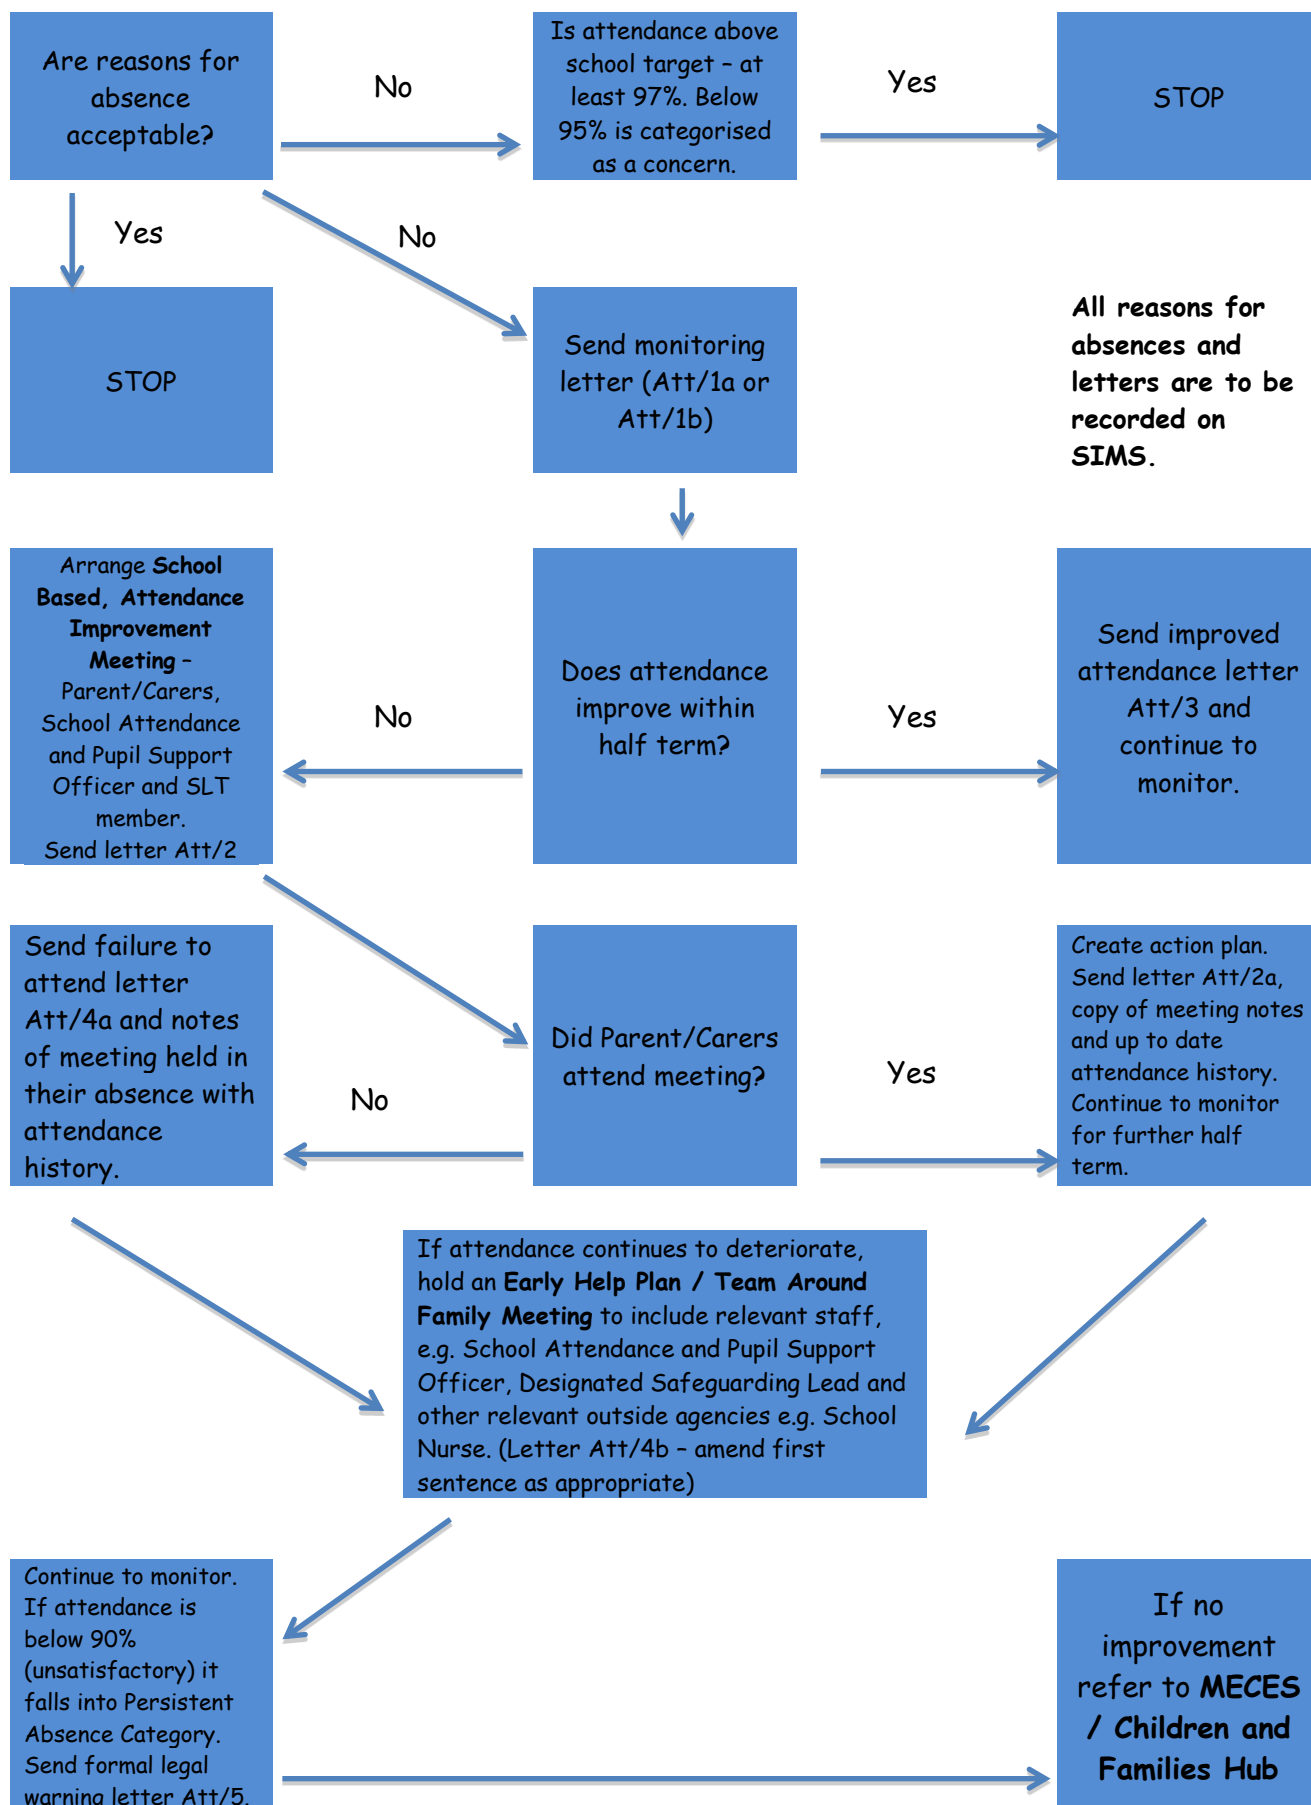 Are reasons for
absence
acceptable?
No
Is attendance above
school target – at
least 97%. Below
95% is categorised
as a concern.
Yes
STOP
Yes
No
STOP
Send monitoring
letter (Att/1a or
Att/1b)
All reasons for
absences and
letters are to be
recorded on
SIMS.
Arrange School
Based, Attendance
Improvement
Meeting –
Parent/Carers,
School Attendance
and Pupil Support
Officer and SLT
member.
Send letter Att/2
No
Does attendance
improve within
half term?
Yes
Send improved
attendance letter
Att/3 and
continue to
monitor.
Send failure to
attend letter
Att/4a and notes
of meeting held in
their absence with
attendance
history.
No
Did Parent/Carers
attend meeting?
Yes
Create action plan.
Send letter Att/2a,
copy of meeting notes
and up to date
attendance history.
Continue to monitor
for further half
term.
If attendance continues to deteriorate,
hold an Early Help Plan / Team Around
Family Meeting to include relevant staff,
e.g. School Attendance and Pupil Support
Officer, Designated Safeguarding Lead and
other relevant outside agencies e.g. School
Nurse. (Letter Att/4b – amend first
sentence as appropriate)
Continue to monitor.
If attendance is
below 90%
(unsatisfactory) it
falls into Persistent
Absence Category.
Send formal legal
warning letter Att/5.
If no
improvement
refer to MECES
/ Children and
Families Hub